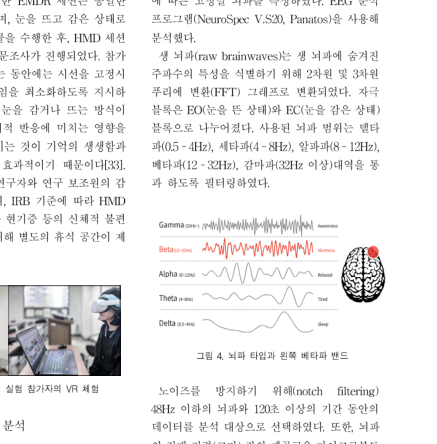 한 EMDR 세션은 동일한
며, 눈을 뜨고 감은 상태로
을 수행한 후, HMD 세션
문조사가 진행되었다. 참가
는 동안에는 시선을 고정시
임을 최소화하도록 지시하
눈을 감거나 뜨는 방식이
적 반응에 미치는 영향을
기는 것이 기억의 생생함과
효과적이기 때문이다[33].
연구자와 연구 보조원의 감
며, IRB 기준에 따라 HMD
현기증 등의 신체적 불편
위해 별도의 휴식 공간이 제
실험 참가자의 VR 체험
분석
에 따른 고정밀 뇌파를 측정하였다. EEG 분석
프로그램(NeuroSpec V.S20, Panatos)을 사용해
분석했다.
생 뇌파(raw brainwaves)는 생 뇌파에 숨겨진
주파수의 특성을 식별하기 위해 2차원 및 3차원
푸리에 변환(FFT) 그래프로 변환되었다. 자극
블록은 EO(눈을 뜬 상태)와 EC(눈을 감은 상태)
블록으로 나누어졌다. 사용된 뇌파 범위는 델타
파(0.5 - 4Hz), 세타파(4 - 8Hz), 알파파(8 - 12Hz),
베타파(12 - 32Hz), 감마파(32Hz 이상)대역을 통
과 하도록 필터링하였다.
Gamma (32Hz~) Awareness
Beta (12-32Hz)
Alpha (8-12Hz) Relaxed
Theta (4-8Hz) Tired
Delta (0.5-4Hz) Sleep
그림 4. 뇌파 타입과 왼쪽 베타파 밴드
노이즈를 방지하기 위해(notch filtering)
48Hz 이하의 뇌파와 120초 이상의 기간 동안의
데이터를 분석 대상으로 선택하였다. 또한, 뇌파